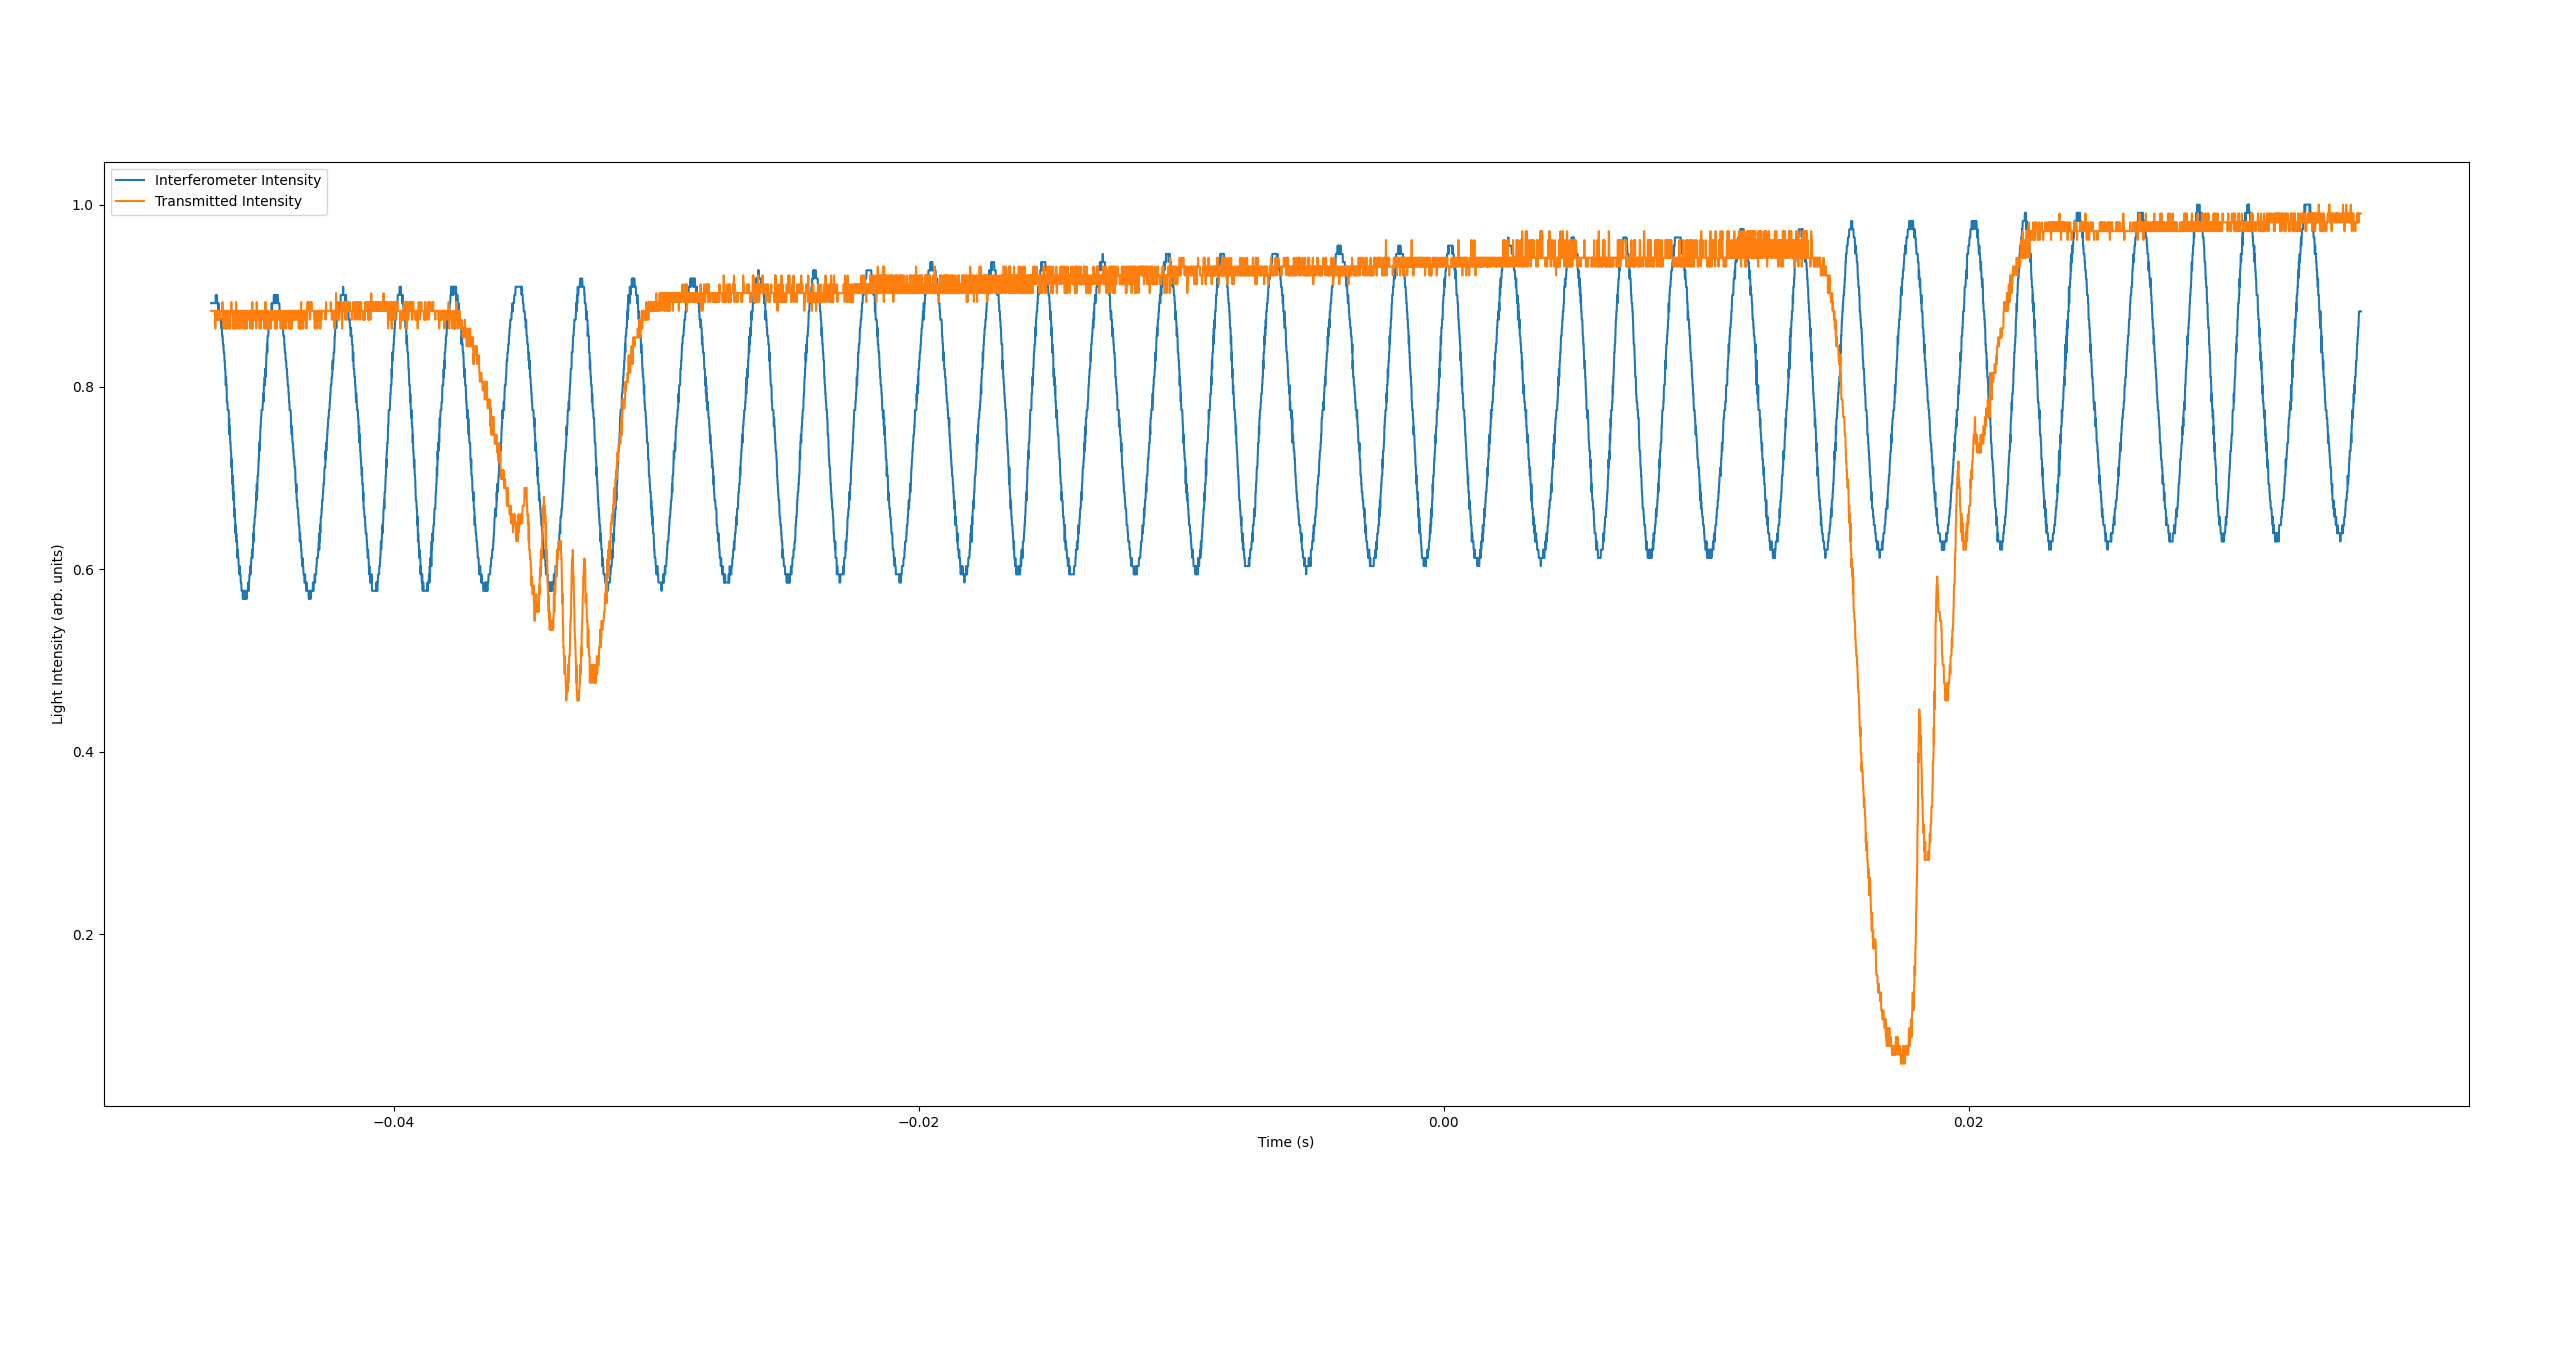 Interferometer Intensity
Transmitted Intensity
1.0
0.8
0.6
0.4
0.2
Light Intensity (arb. units)
−0.04
−0.02
0.00
0.02
Time (s)